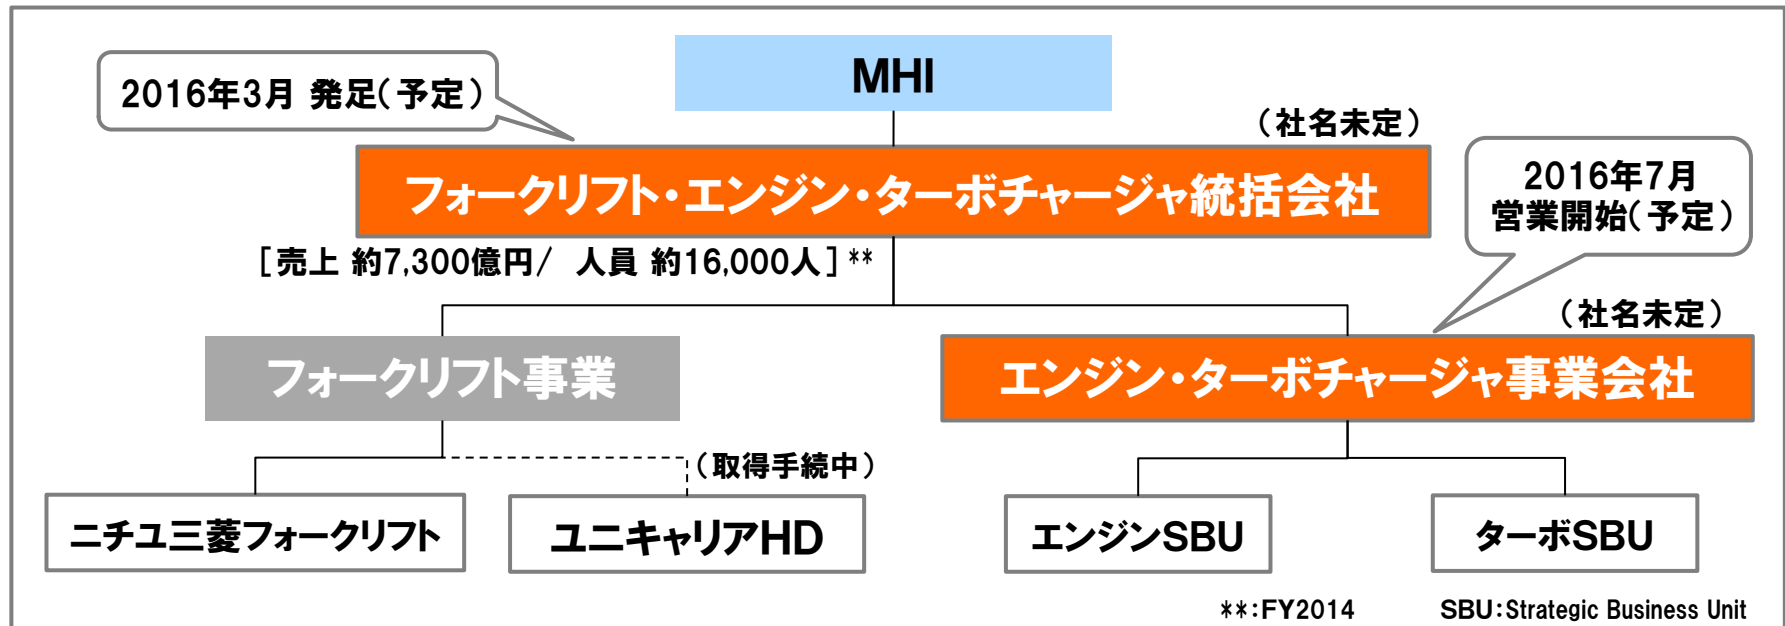 MHI
2016年3月 発足(予定)
(社名未定)
フォークリフト・エンジン・ターボチャージャ統括会社
2016年7月
営業開始(予定)
[売上 約7,300億円/ 人員 約16,000人]**
(社名未定)
フォークリフト事業
エンジン・ターボチャージャ事業会社
(取得手続中)
ニチユ三菱フォークリフト
ユニキャリアHD
エンジンSBU
ターボSBU
**:FY2014 SBU:Strategic Business Unit